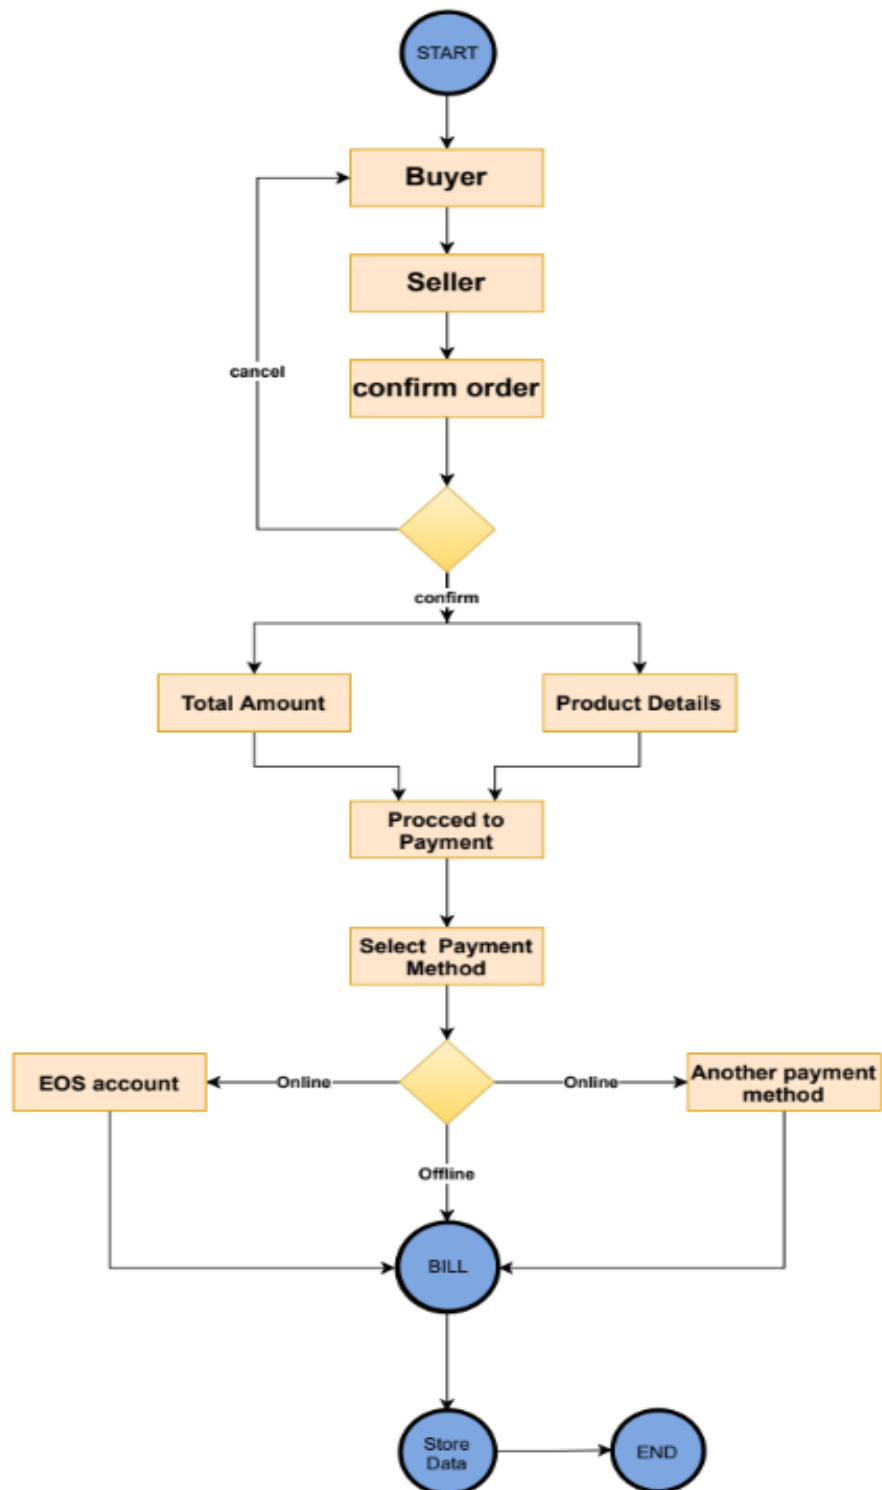 START
Buyer
Seller
cancel
confirm order
confirm
Total Amount
Product Details
Procced to
Payment
Select Payment
Method
EOS account
Online
Online
Another payment
method
Offline
BILL
Store
Data
END